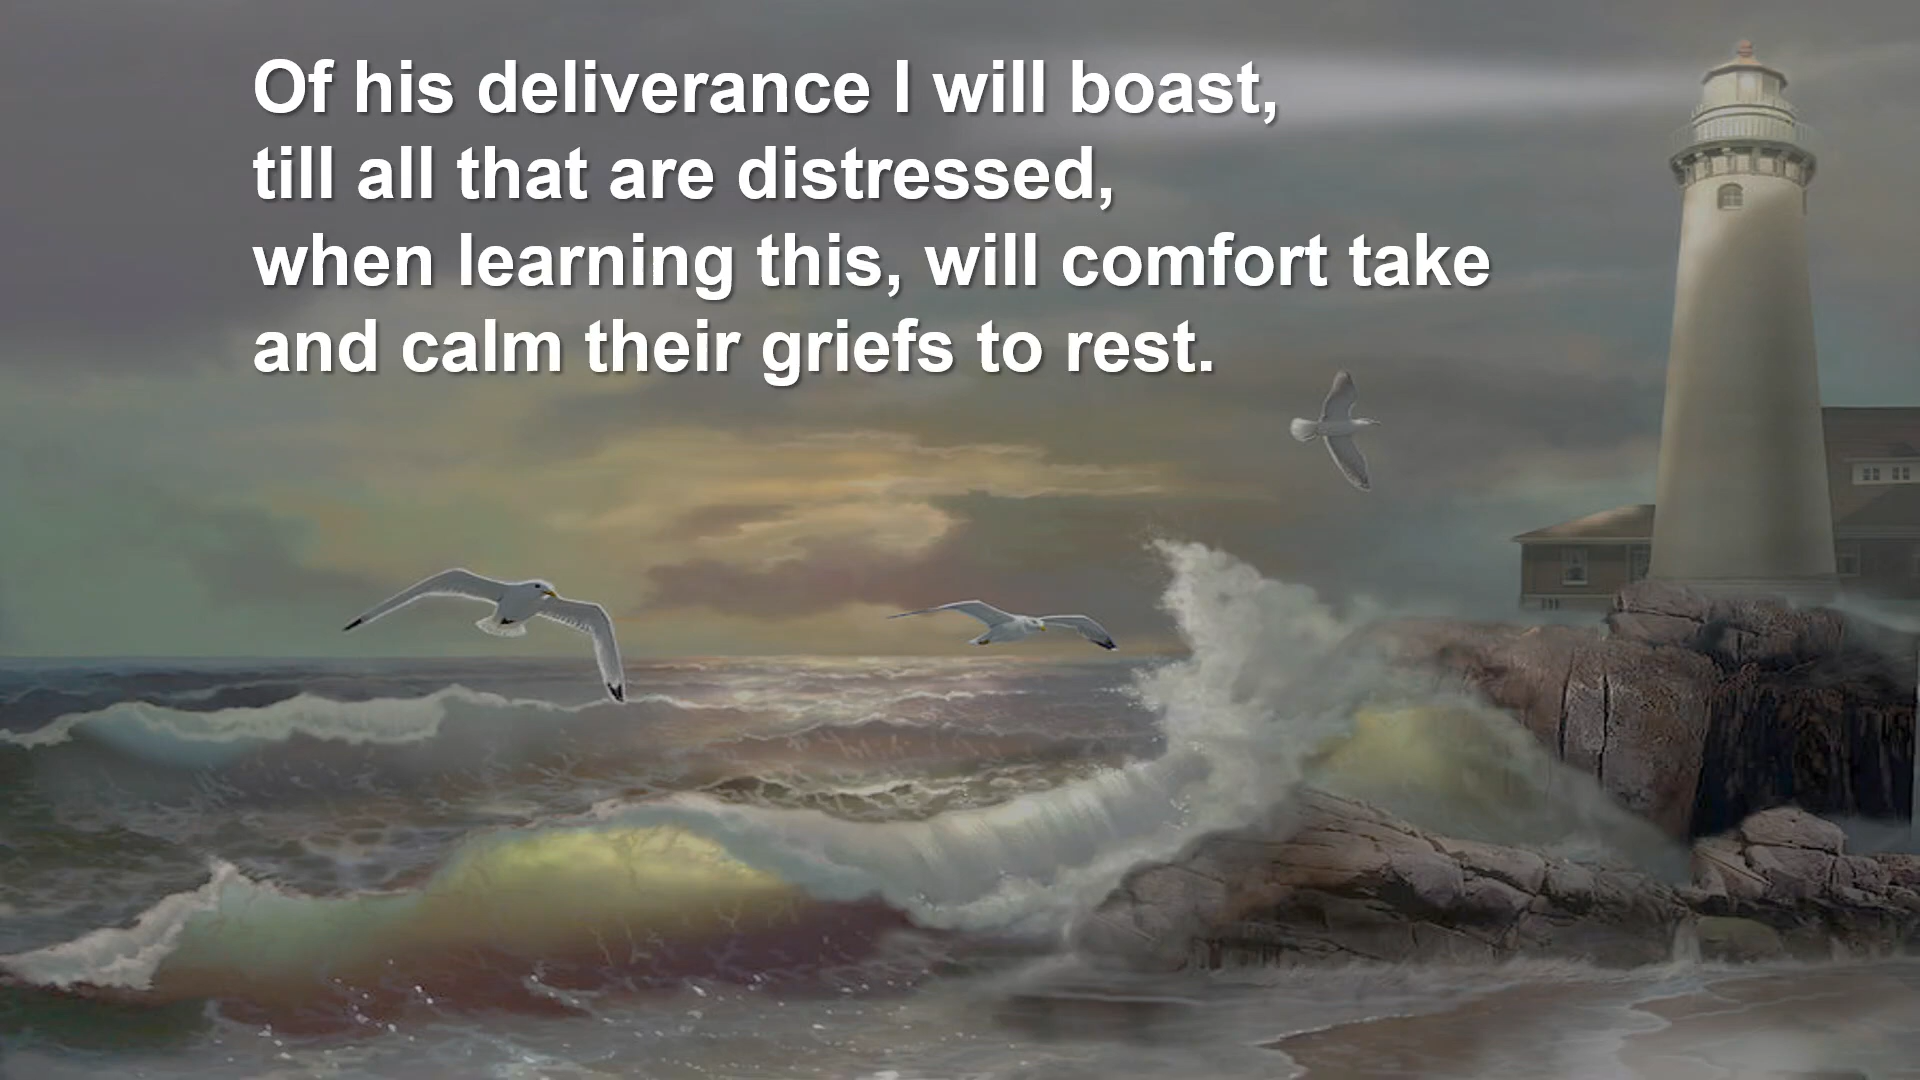 Of his deliverance I will boast,
till all that are distressed,
when learning this, will comfort take
and calm their griefs to rest.